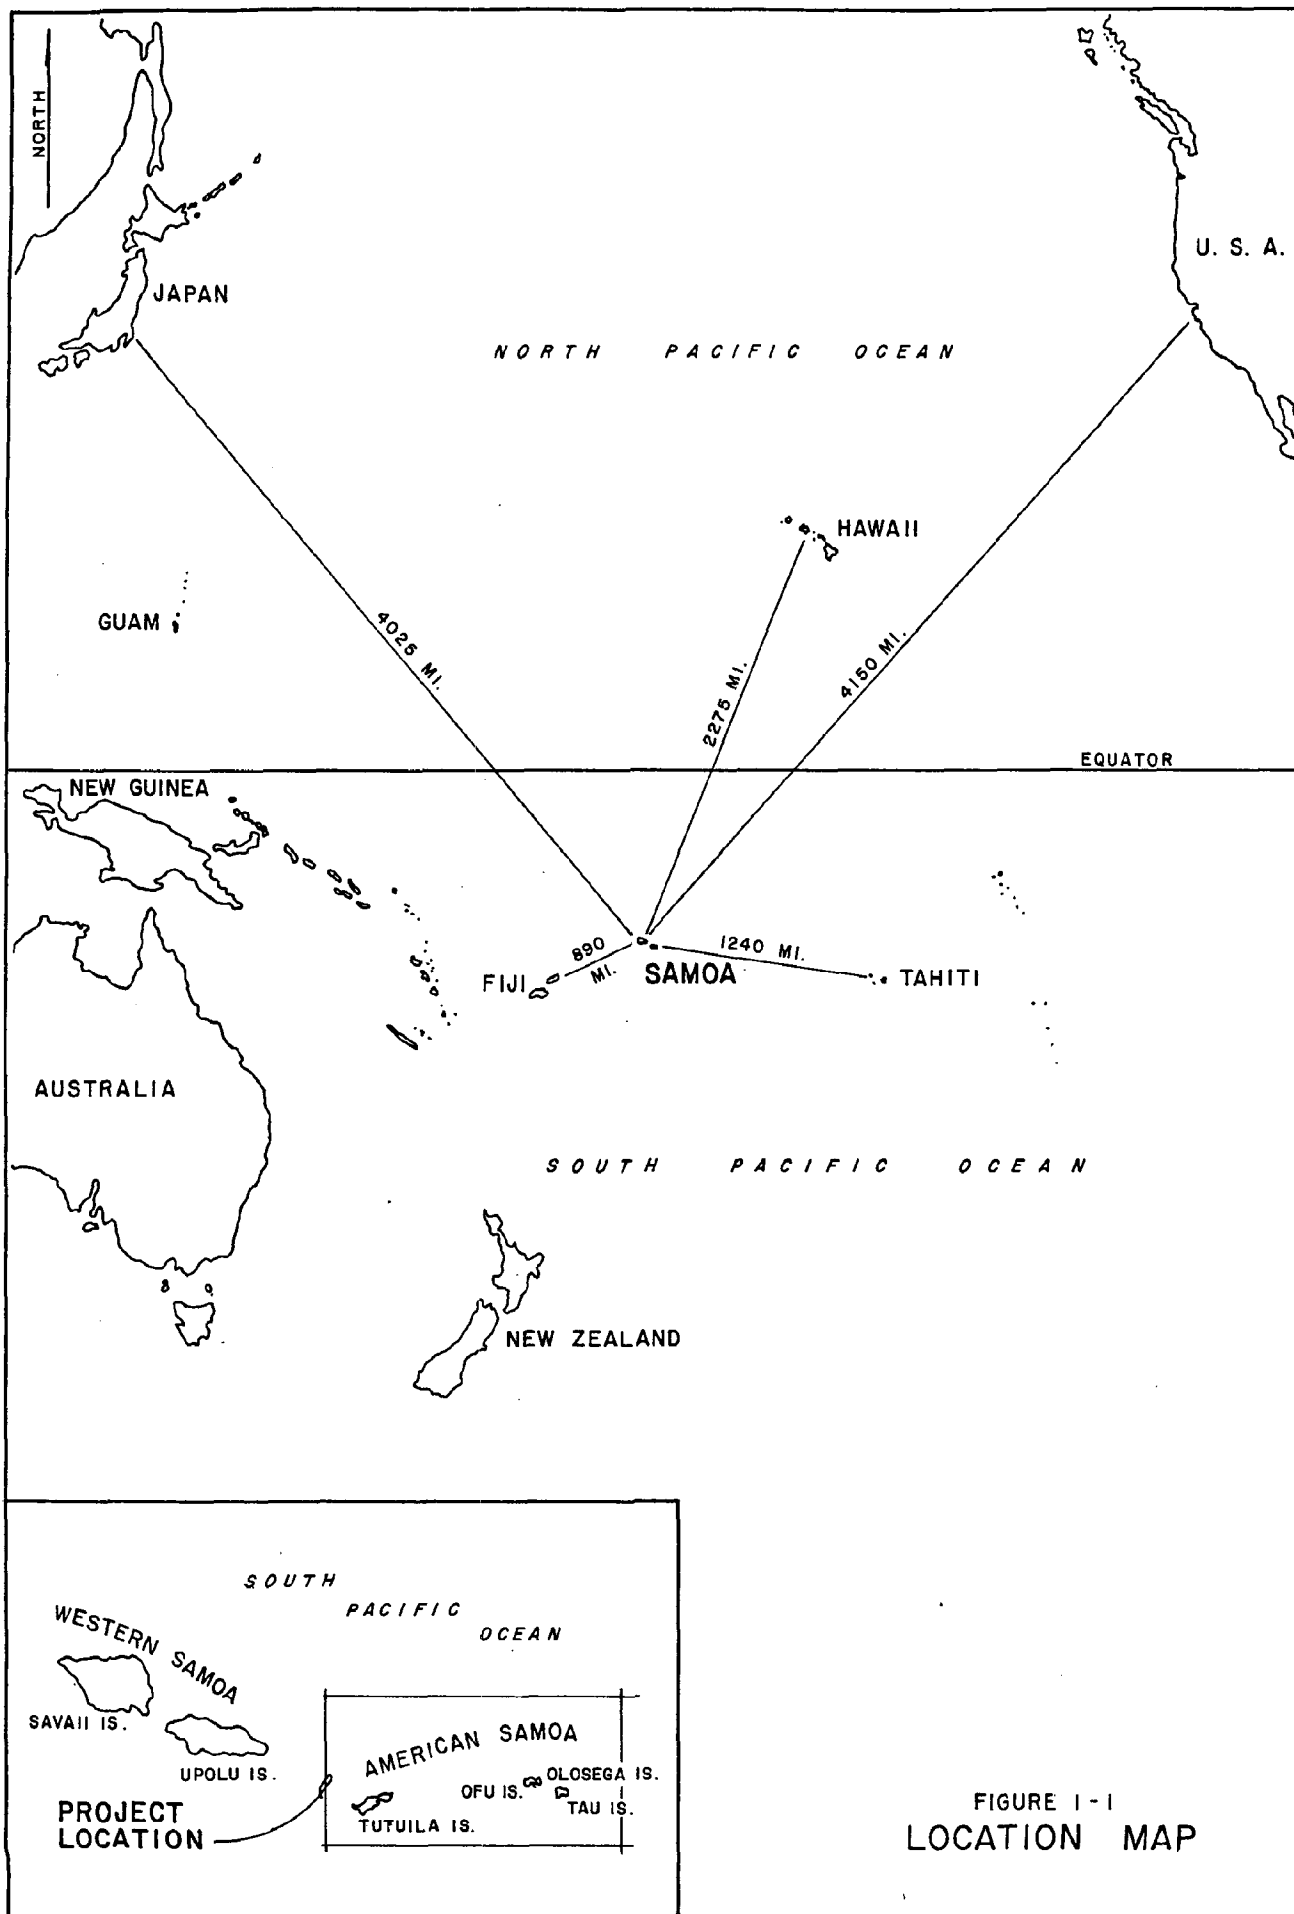 NORTH
JAPAN
U. S. A.
NORTH PACIFIC OCEAN
HAWAII
GUAM
4025 MI.
2275 MI.
4150 MI.
EQUATOR
NEW GUINEA
890
MI.
1240 MI.
FIJI
SAMOA
TAHITI
AUSTRALIA
SOUTH PACIFIC OCEAN
NEW ZEALAND
SOUTH
PACIFIC
OCEAN
WESTERN SAMOA
SAVAII IS.
UPOLU IS.
AMERICAN SAMOA
OFU IS.
OLOSEGA IS.
TAU IS.
TUTUILA IS.
PROJECT
LOCATION
FIGURE 1-1
LOCATION MAP